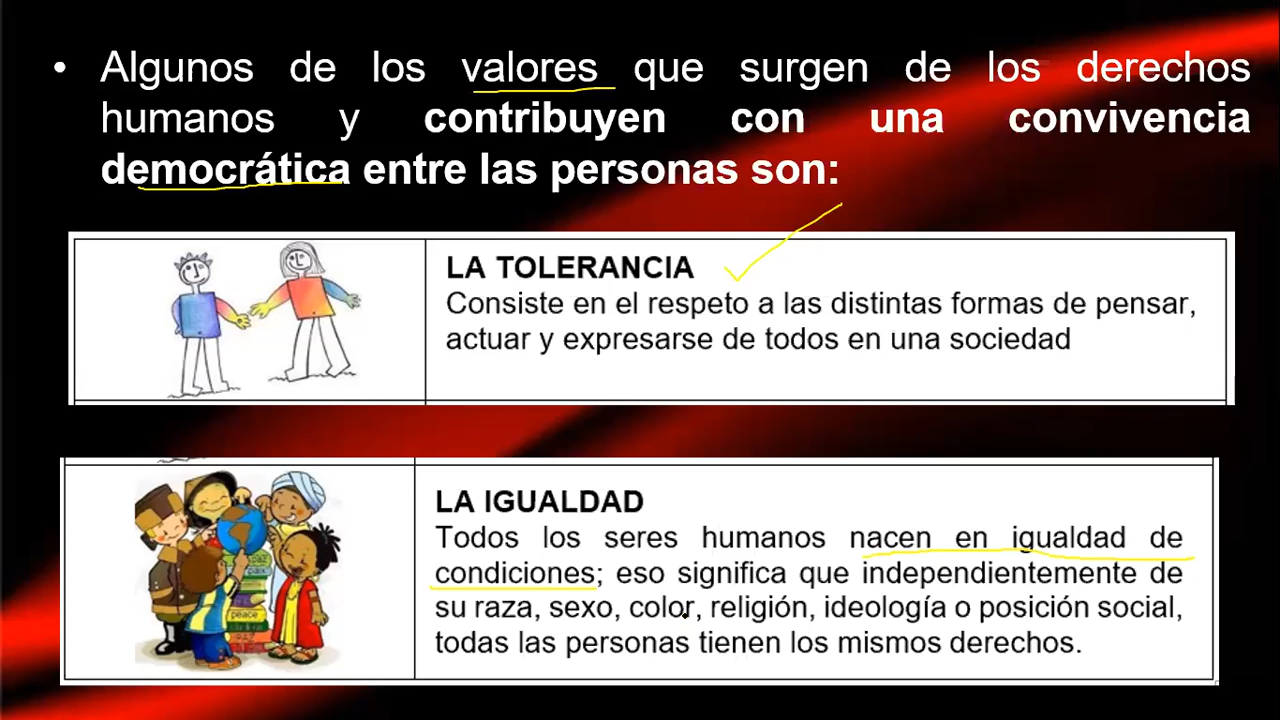 • Algunos de los valores que surgen de los derechos
humanos y contribuyen con una convivencia
democrática entre las personas son:
LA TOLERANCIA
Consiste en el respeto a las distintas formas de pensar,
actuar y expresarse de todos en una sociedad
LA IGUALDAD
Todos los seres humanos nacen en igualdad de
condiciones; eso significa que independientemente de
su raza, sexo, color, religión, ideología o posición social,
todas las personas tienen los mismos derechos.
paz
peace